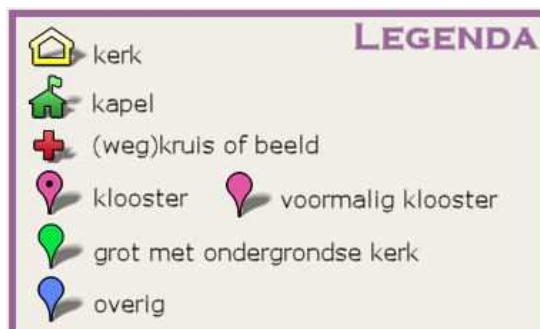 LEGENDA
kerk
kapel
(weg)kruis of beeld
klooster voormalig klooster
grot met ondergrondse kerk
overig